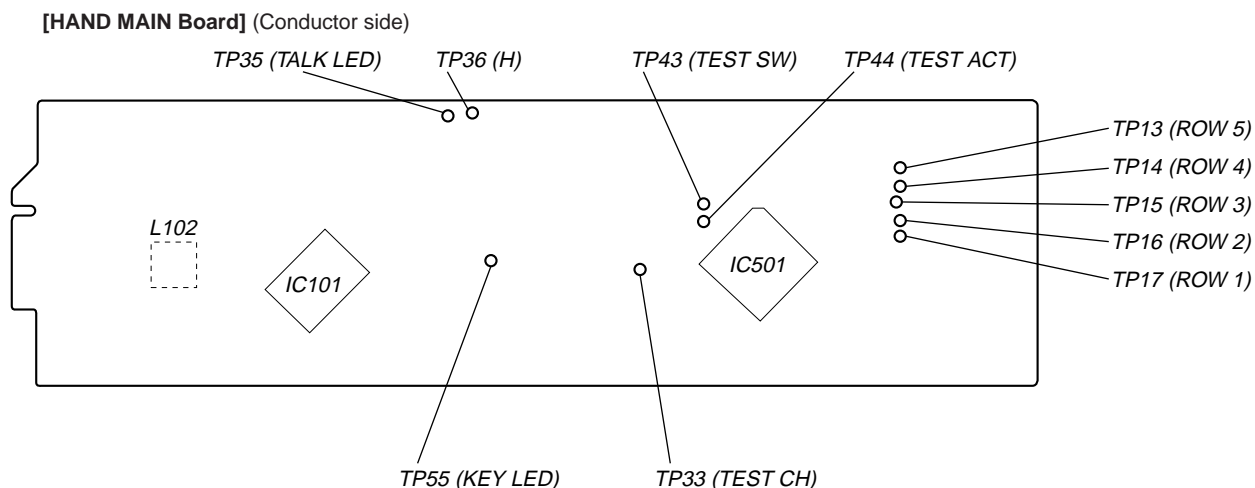 [HAND MAIN Board] (Conductor side)
TP35 (TALK LED) TP36 (H) TP43 (TEST SW) TP44 (TEST ACT)
TP13 (ROW 5)
TP14 (ROW 4)
TP15 (ROW 3)
TP16 (ROW 2)
TP17 (ROW 1)
L102
IC101
IC501
TP55 (KEY LED) TP33 (TEST CH)